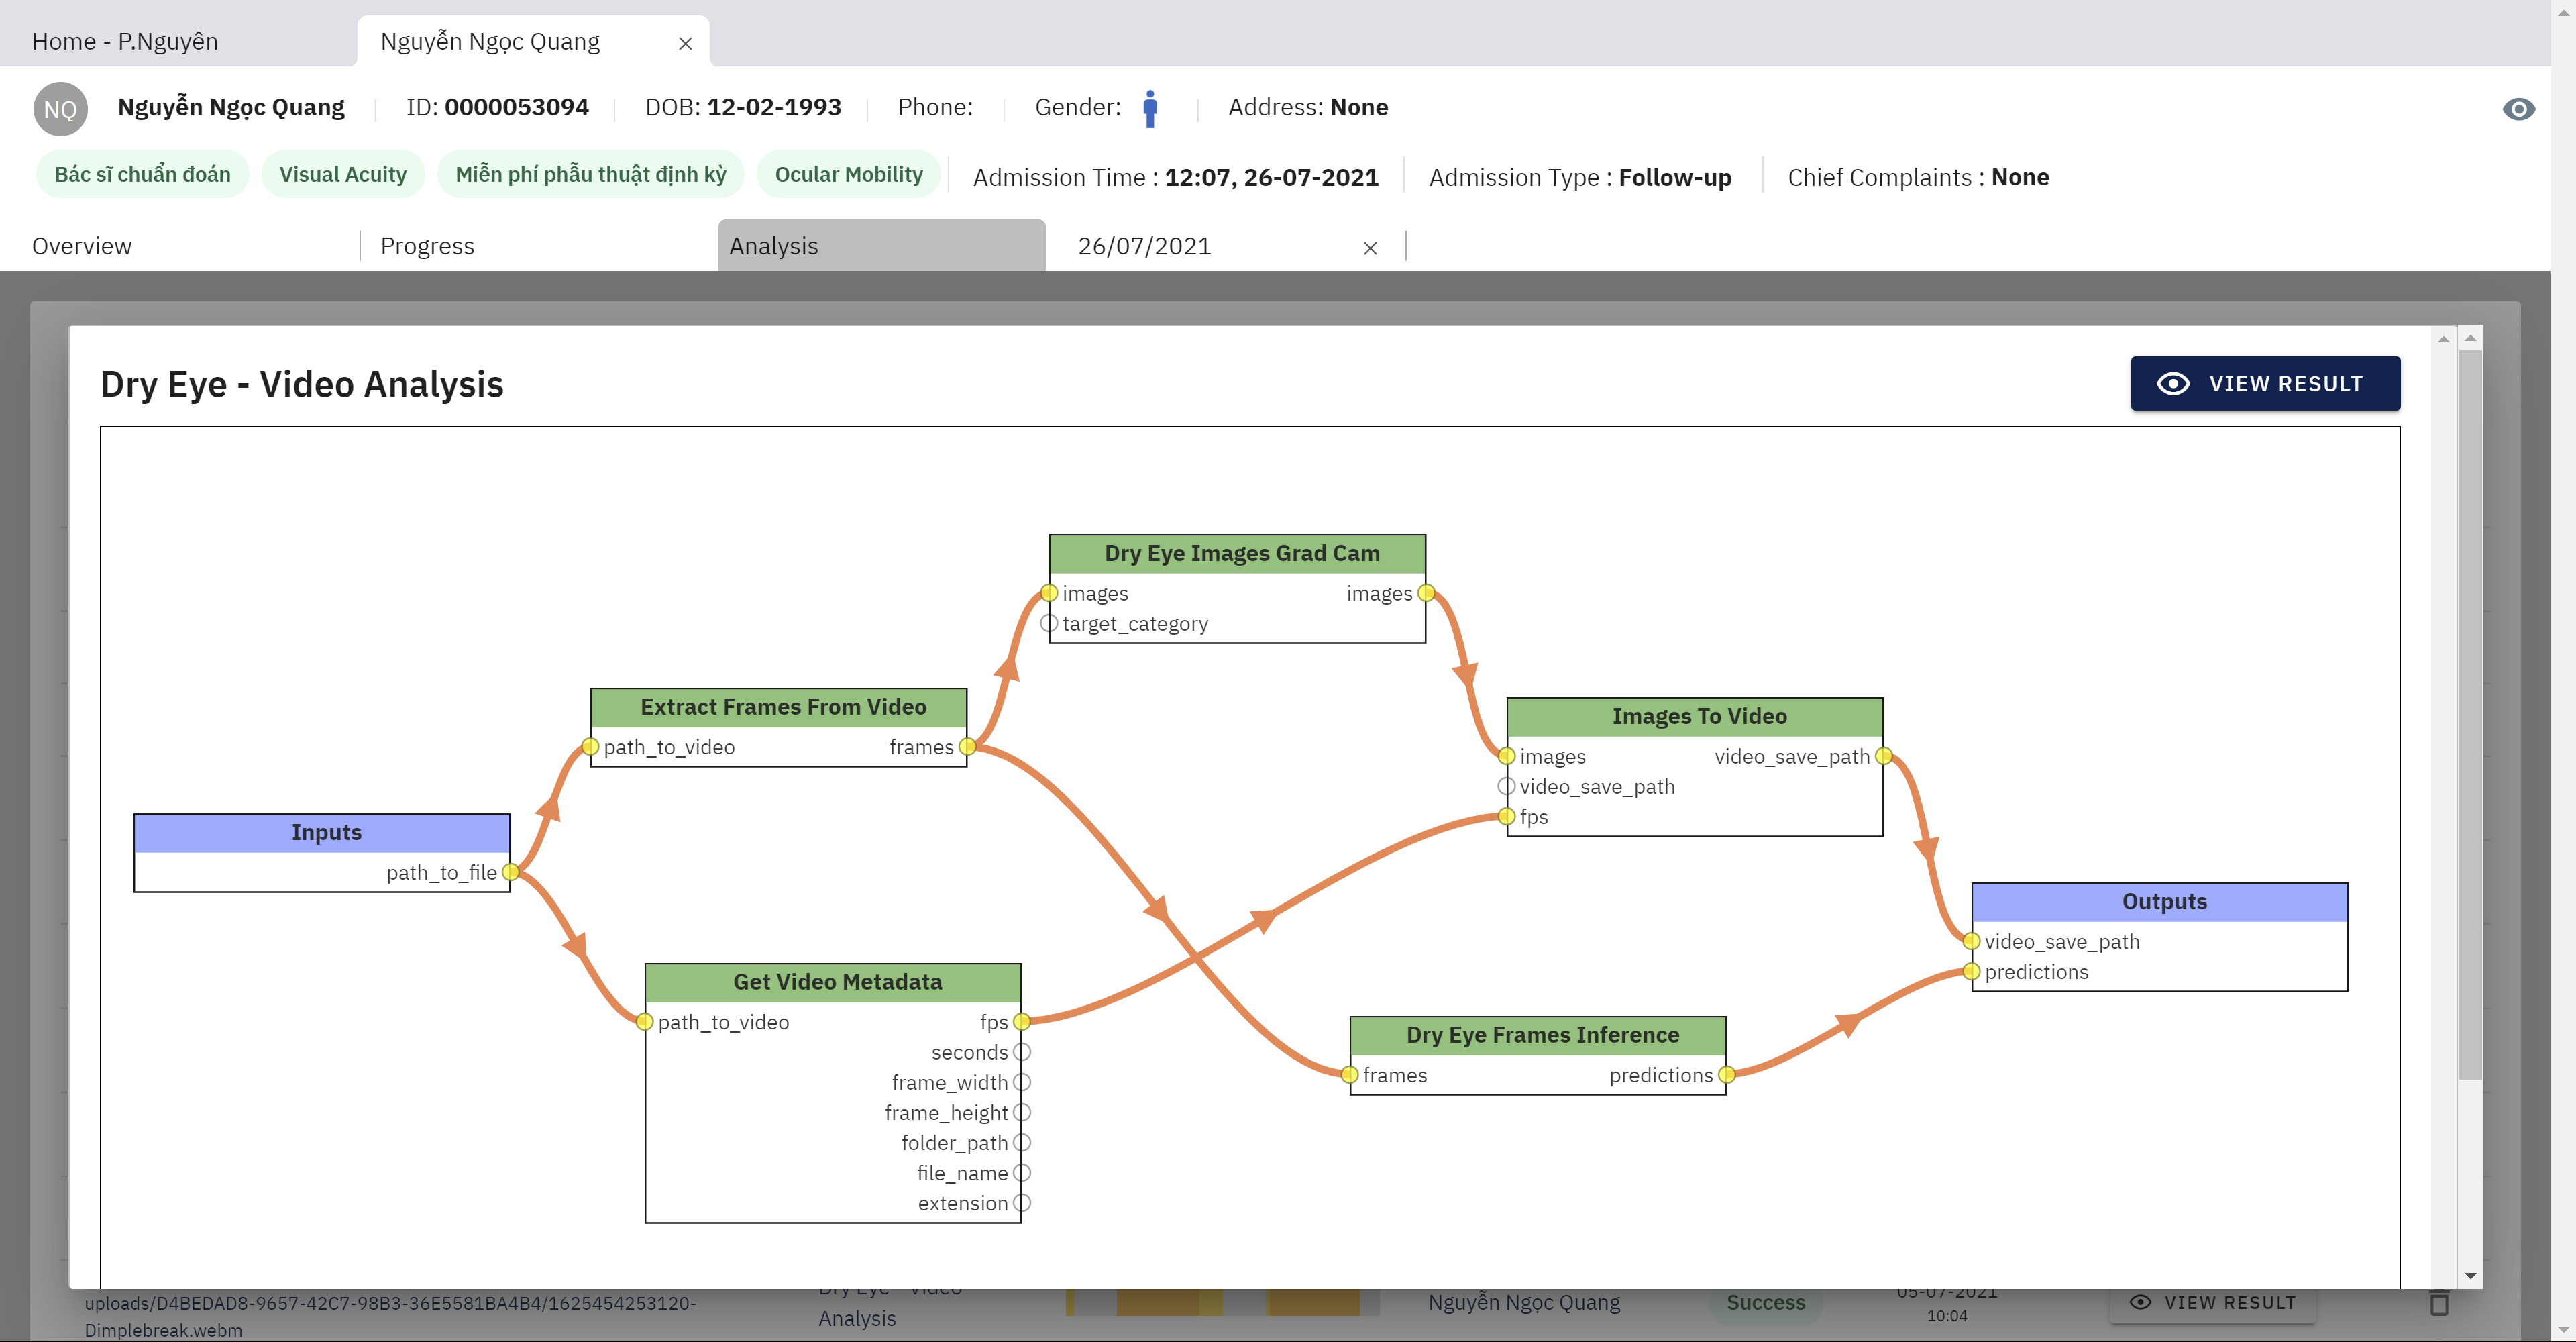 Home - P.Nguyên
Nguyễn Ngọc Quang
NQ
Nguyễn Ngọc Quang
ID: 0000053094
DOB: 12-02-1993
Phone:
Gender:
Address: None
Bác sĩ chuẩn đoán
Visual Acuity
Miễn phí phẫu thuật định kỳ
Ocular Mobility
Admission Time : 12:07, 26-07-2021
Admission Type : Follow-up
Chief Complaints : None
Overview
Progress
Analysis
26/07/2021
Dry Eye - Video Analysis
VIEW RESULT
Dry Eye Images Grad Cam
images
images
target_category
Extract Frames From Video
path_to_video
frames
Images To Video
images
video_save_path
video_save_path
fps
Inputs
path_to_file
Outputs
video_save_path
predictions
Get Video Metadata
path_to_video
fps
seconds
frame_width
frame_height
folder_path
file_name
extension
Dry Eye Frames Inference
frames
predictions
uploads/D4BEDAD8-9657-42C7-98B3-36E5581BA4B4/1625454253120-
Dimplebreak.webm
Dry Eye - Video
Analysis
Nguyễn Ngọc Quang
Success
05-07-2021
10:04
VIEW RESULT